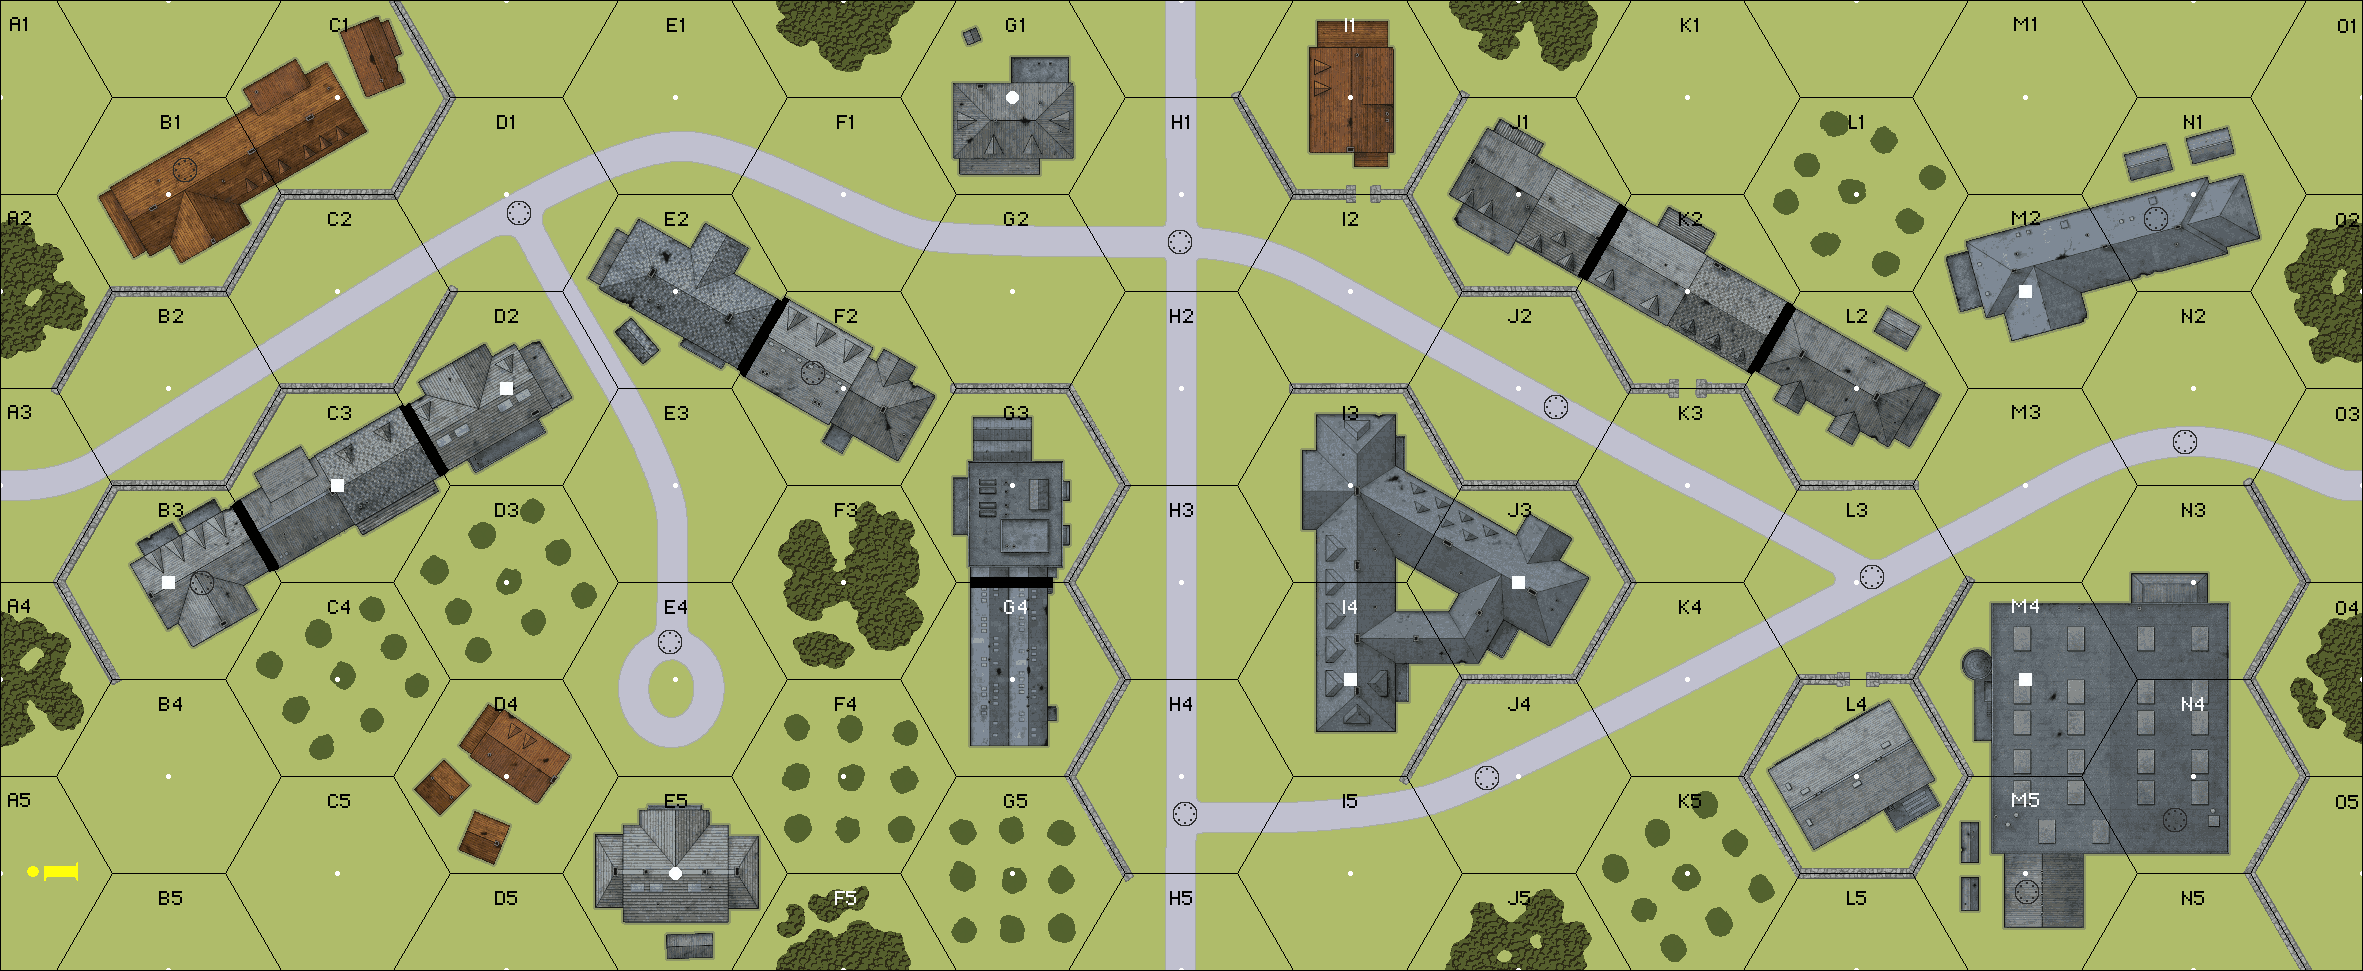 A1 C1 E1 G1 I1 K1 M1 O1
B1 D1 F1 H1 J1 L1 N1
A2 C2 E2 G2 I2 K2 M2 O2
B2 D2 F2 H2 J2 L2 N2
A3 C3 E3 G3 I3 K3 M3 O3
B3 D3 F3 H3 J3 L3 N3
A4 C4 E4 G4 I4 K4 M4 O4
B4 D4 F4 H4 J4 L4 N4
A5 C5 E5 G5 I5 K5 M5 O5
i
B5 D5 F5 H5 J5 L5 N5